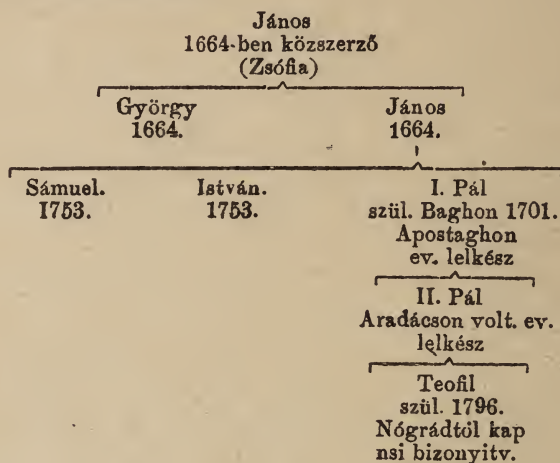 János
1664-ben közszerző
(Zsófia)
György János
1664. 1664.
Sámuel. István. I. Pál
1753. 1753. szül. Baghon 1701.
Apostaghon
ev. lelkész
II. Pál
Aradácson volt. ev.
lelkész
Teofil
szül. 1796.
Nógrádtól kap
nsi bizonyitv.